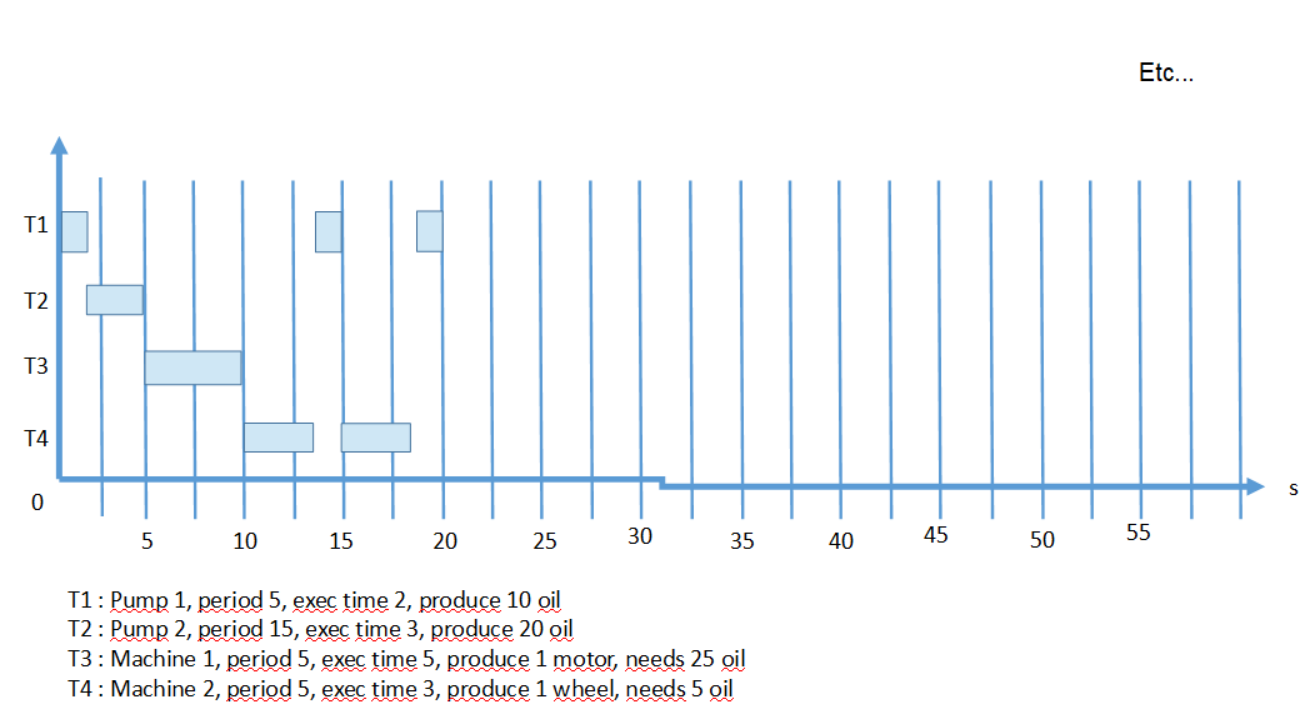 Etc...
T1
T2
T3
T4
0
s
5 10 15 20 25 30 35 40 45 50 55
T1 : Pump 1, period 5, exec time 2, produce 10 oil
T2 : Pump 2, period 15, exec time 3, produce 20 oil
T3 : Machine 1, period 5, exec time 5, produce 1 motor, needs 25 oil
T4 : Machine 2, period 5, exec time 3, produce 1 wheel, needs 5 oil